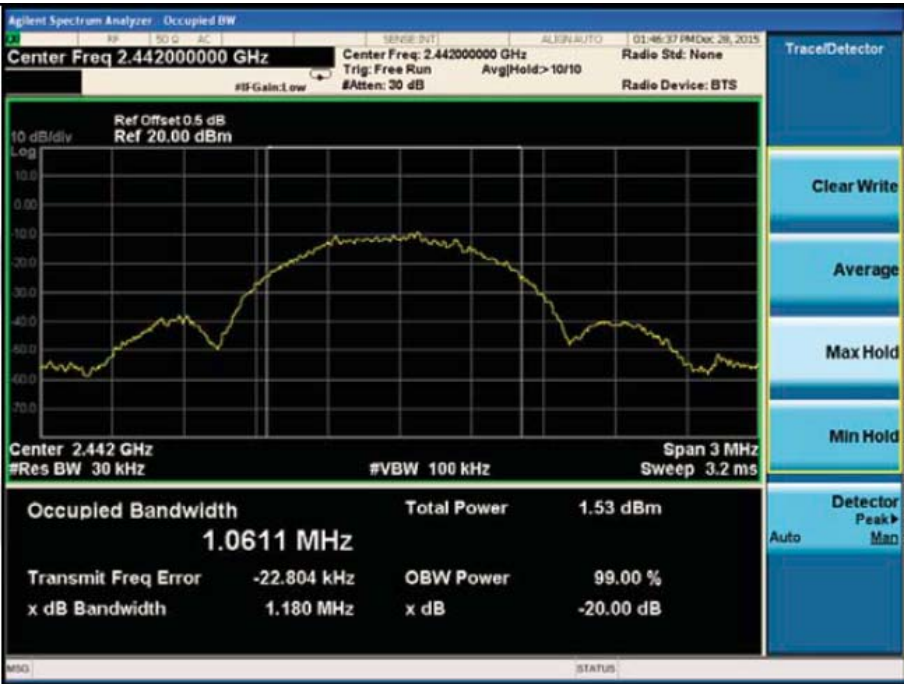 Agilent Spectrum Analyzer - Occupied BW
RF 50 Ω AC SENSE:INT ALIGN AUTO 01:46:37 PM Dec 28, 2015
Center Freq 2.442000000 GHz Center Freq: 2.442000000 GHz Radio Std: None Trace/Detector
Trig: Free Run Avg|Hold:>10/10
#IFGain:Low #Atten: 30 dB Radio Device: BTS
Ref Offset 0.5 dB
10 dB/div Ref 20.00 dBm
Log
10.0
0.00
-10.0
-20.0
-30.0
-40.0
-50.0
-60.0
-70.0
Clear Write
Average
Max Hold
Min Hold
Center 2.442 GHz Span 3 MHz
#Res BW 30 kHz #VBW 100 kHz Sweep 3.2 ms
Occupied Bandwidth Total Power 1.53 dBm
1.0611 MHz
Transmit Freq Error -22.804 kHz OBW Power 99.00 %
x dB Bandwidth 1.180 MHz x dB -20.00 dB
Detector
Peak▶
Auto Man
MSG STATUS